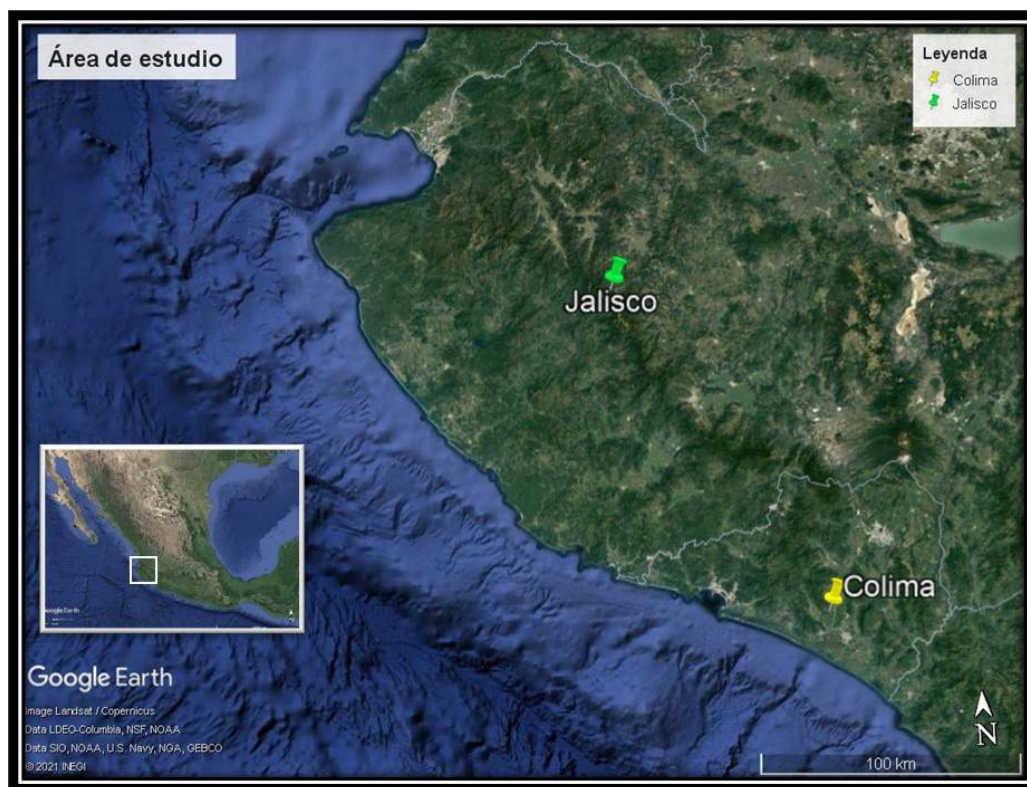 Área de estudio
Leyenda
Colima
Jalisco
Jalisco
Colima
Google Earth
Image Landsat / Copernicus
Data LDEO-Columbia, NSF, NOAA
Data SIO, NOAA, U.S. Navy, NGA, GEBCO
© 2021 INEGI
N
100 km